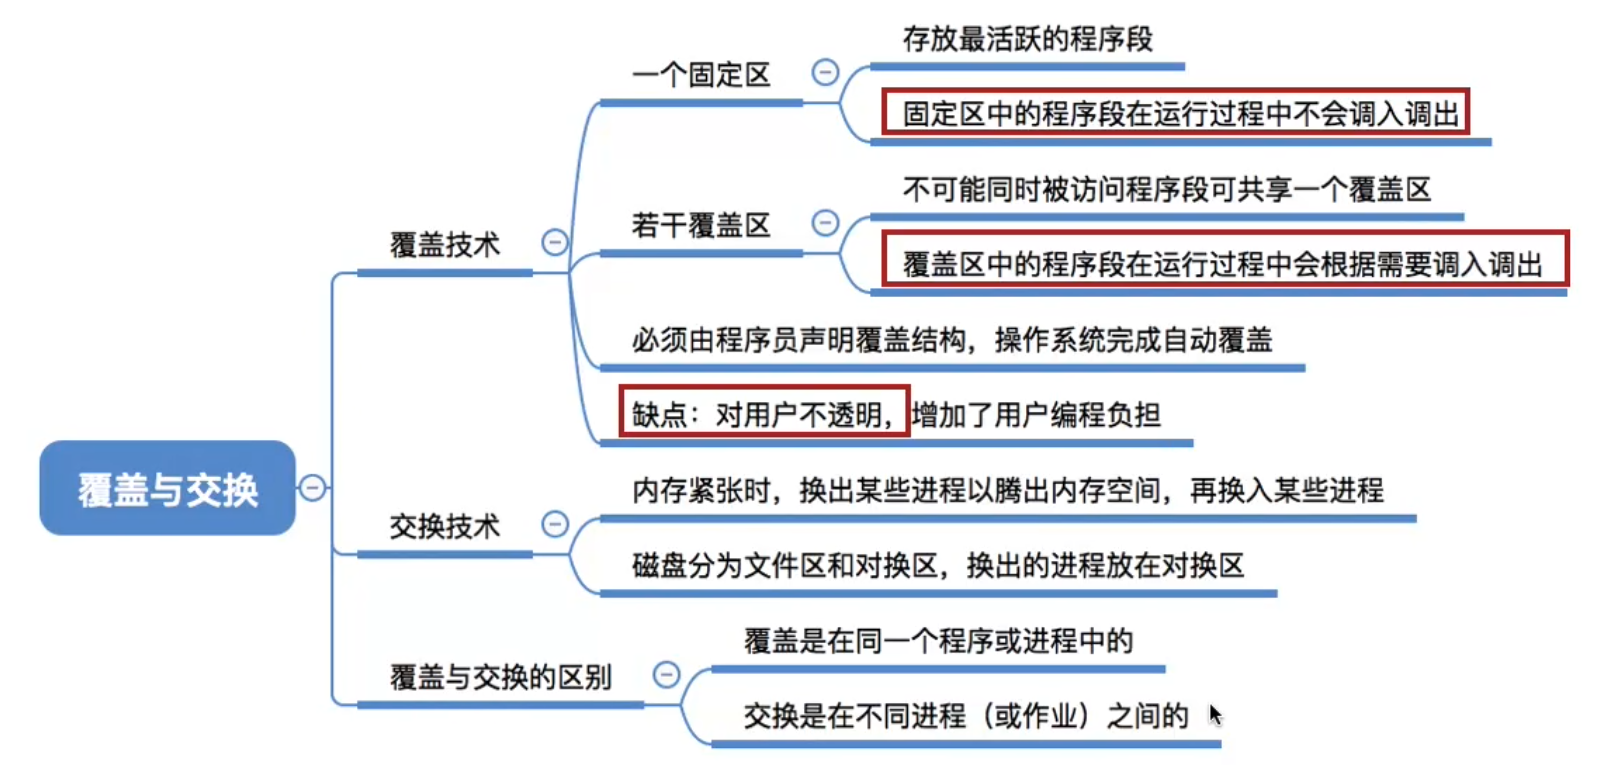 覆盖与交换
覆盖技术
一个固定区
存放最活跃的程序段
固定区中的程序段在运行过程中不会调入调出
若干覆盖区
不可能同时被访问程序段可共享一个覆盖区
覆盖区中的程序段在运行过程中会根据需要调入调出
必须由程序员声明覆盖结构，操作系统完成自动覆盖
缺点：对用户不透明，增加了用户编程负担
交换技术
内存紧张时，换出某些进程以腾出内存空间，再换入某些进程
磁盘分为文件区和对换区，换出的进程放在对换区
覆盖与交换的区别
覆盖是在同一个程序或进程中的
交换是在不同进程（或作业）之间的